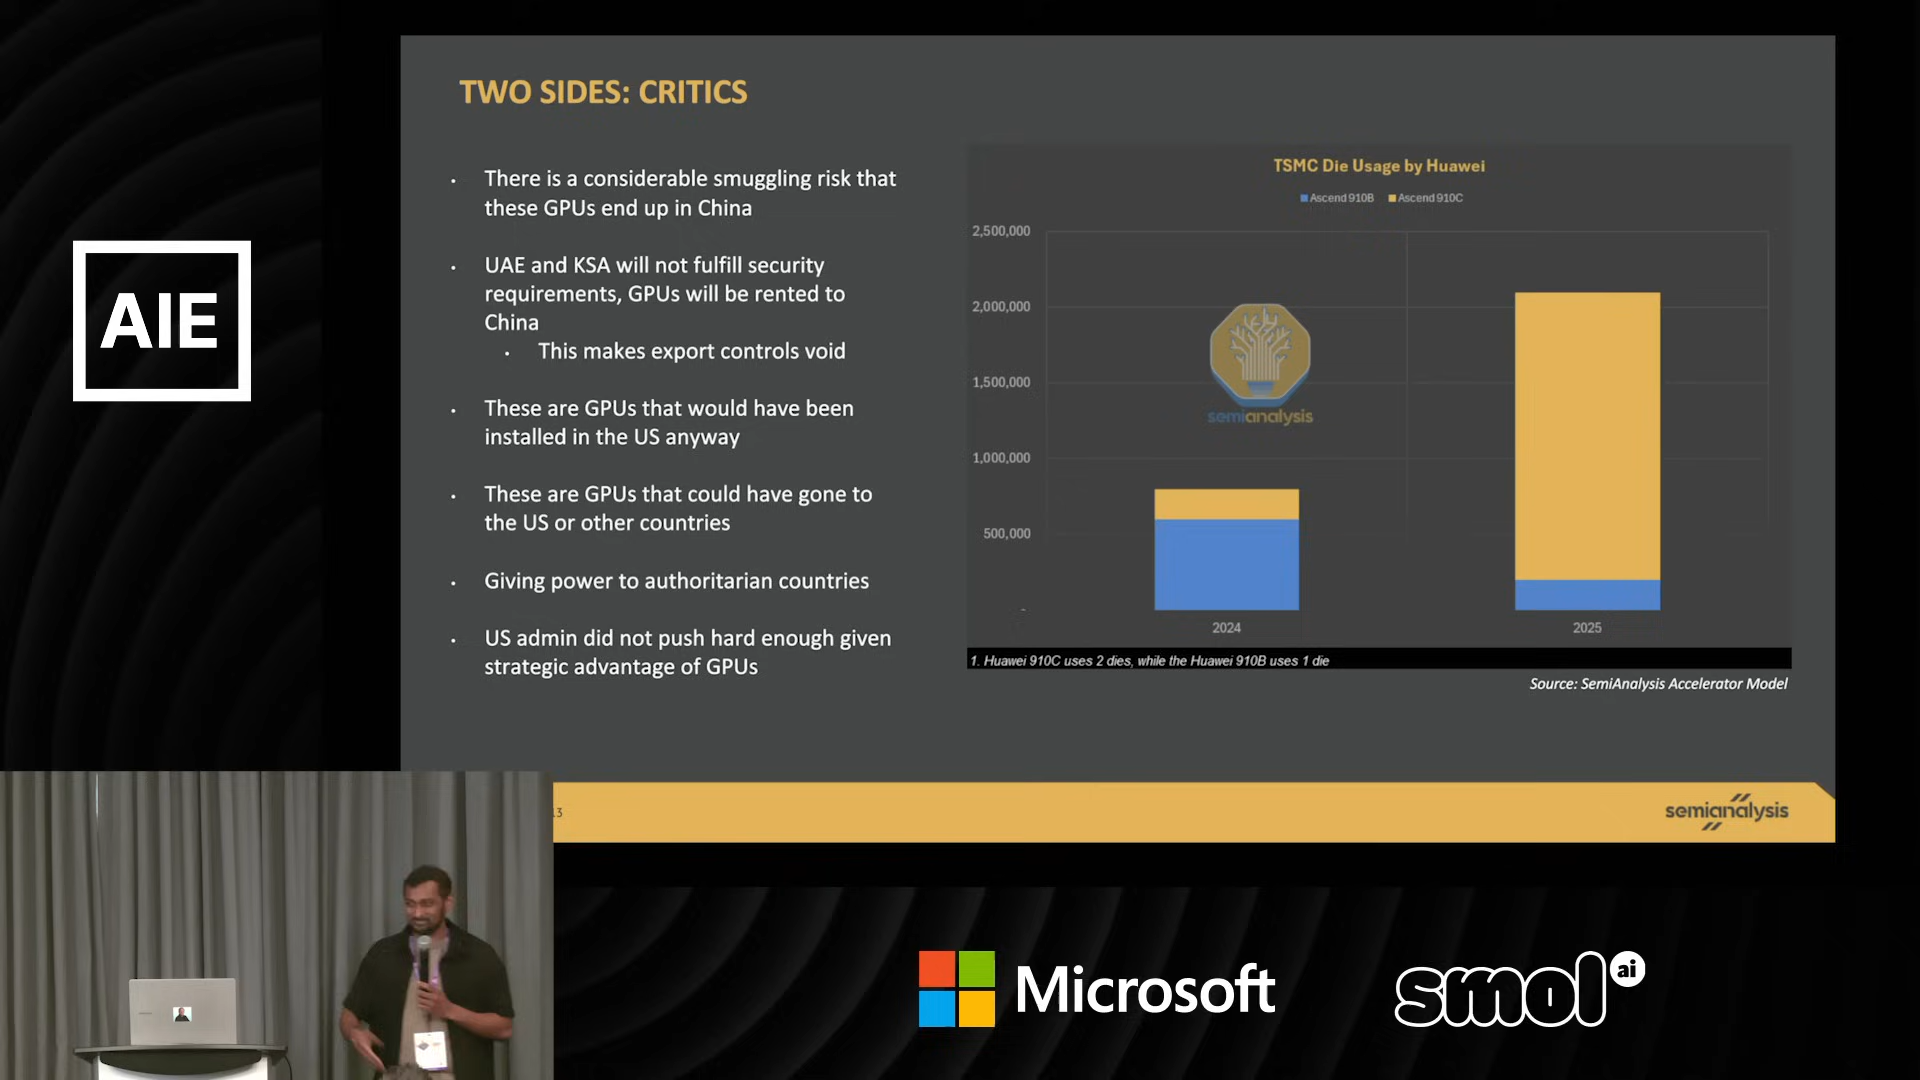 AIE
TWO SIDES: CRITICS
• There is a considerable smuggling risk that
these GPUs end up in China
• UAE and KSA will not fulfill security
requirements, GPUs will be rented to
China
• This makes export controls void
• These are GPUs that would have been
installed in the US anyway
• These are GPUs that could have gone to
the US or other countries
• Giving power to authoritarian countries
• US admin did not push hard enough given
strategic advantage of GPUs
TSMC Die Usage by Huawei
Ascend 910B Ascend 910C
2,500,000
2,000,000
1,500,000
1,000,000
500,000
-
semianalysis
2024 2025
1. Huawei 910C uses 2 dies, while the Huawei 910B uses 1 die
Source: SemiAnalysis Accelerator Model
semianalysis
Microsoft
smol ai